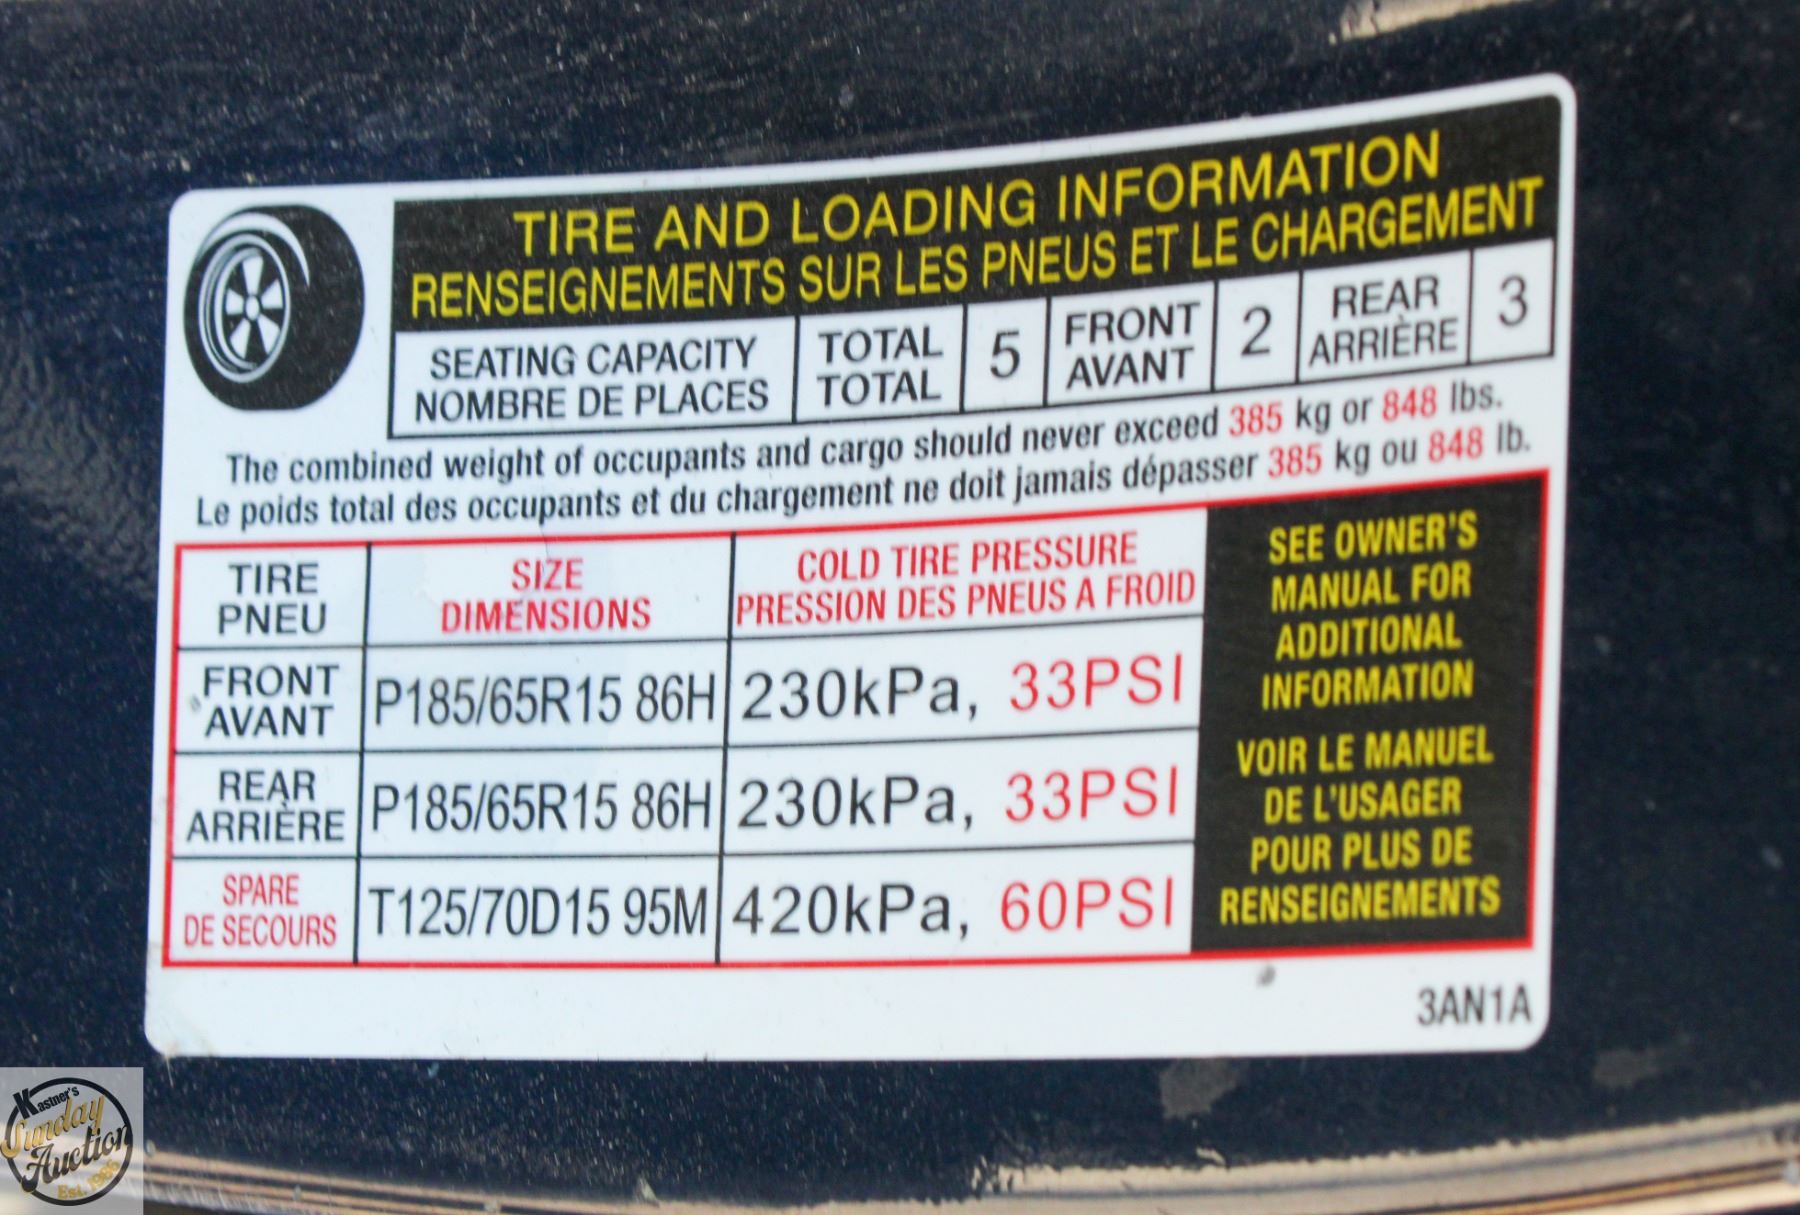 TIRE AND LOADING INFORMATION
RENSEIGNEMENTS SUR LES PNEUS ET LE CHARGEMENT
SEATING CAPACITY
NOMBRE DE PLACES
TOTAL
TOTAL
5
FRONT
AVANT
2
REAR
ARRIÈRE
3
The combined weight of occupants and cargo should never exceed 385 kg or 848 lbs.
Le poids total des occupants et du chargement ne doit jamais dépasser 385 kg ou 848 lb.
TIRE
PNEU
SIZE
DIMENSIONS
COLD TIRE PRESSURE
PRESSION DES PNEUS A FROID
FRONT
AVANT
P185/65R15 86H
230kPa, 33PSI
REAR
ARRIÈRE
P185/65R15 86H
230kPa, 33PSI
SPARE
DE SECOURS
T125/70D15 95M
420kPa, 60PSI
SEE OWNER'S
MANUAL FOR
ADDITIONAL
INFORMATION
VOIR LE MANUEL
DE L'USAGER
POUR PLUS DE
RENSEIGNEMENTS
3AN1A
Kastner's
Sunday
Auction
Est. 1986